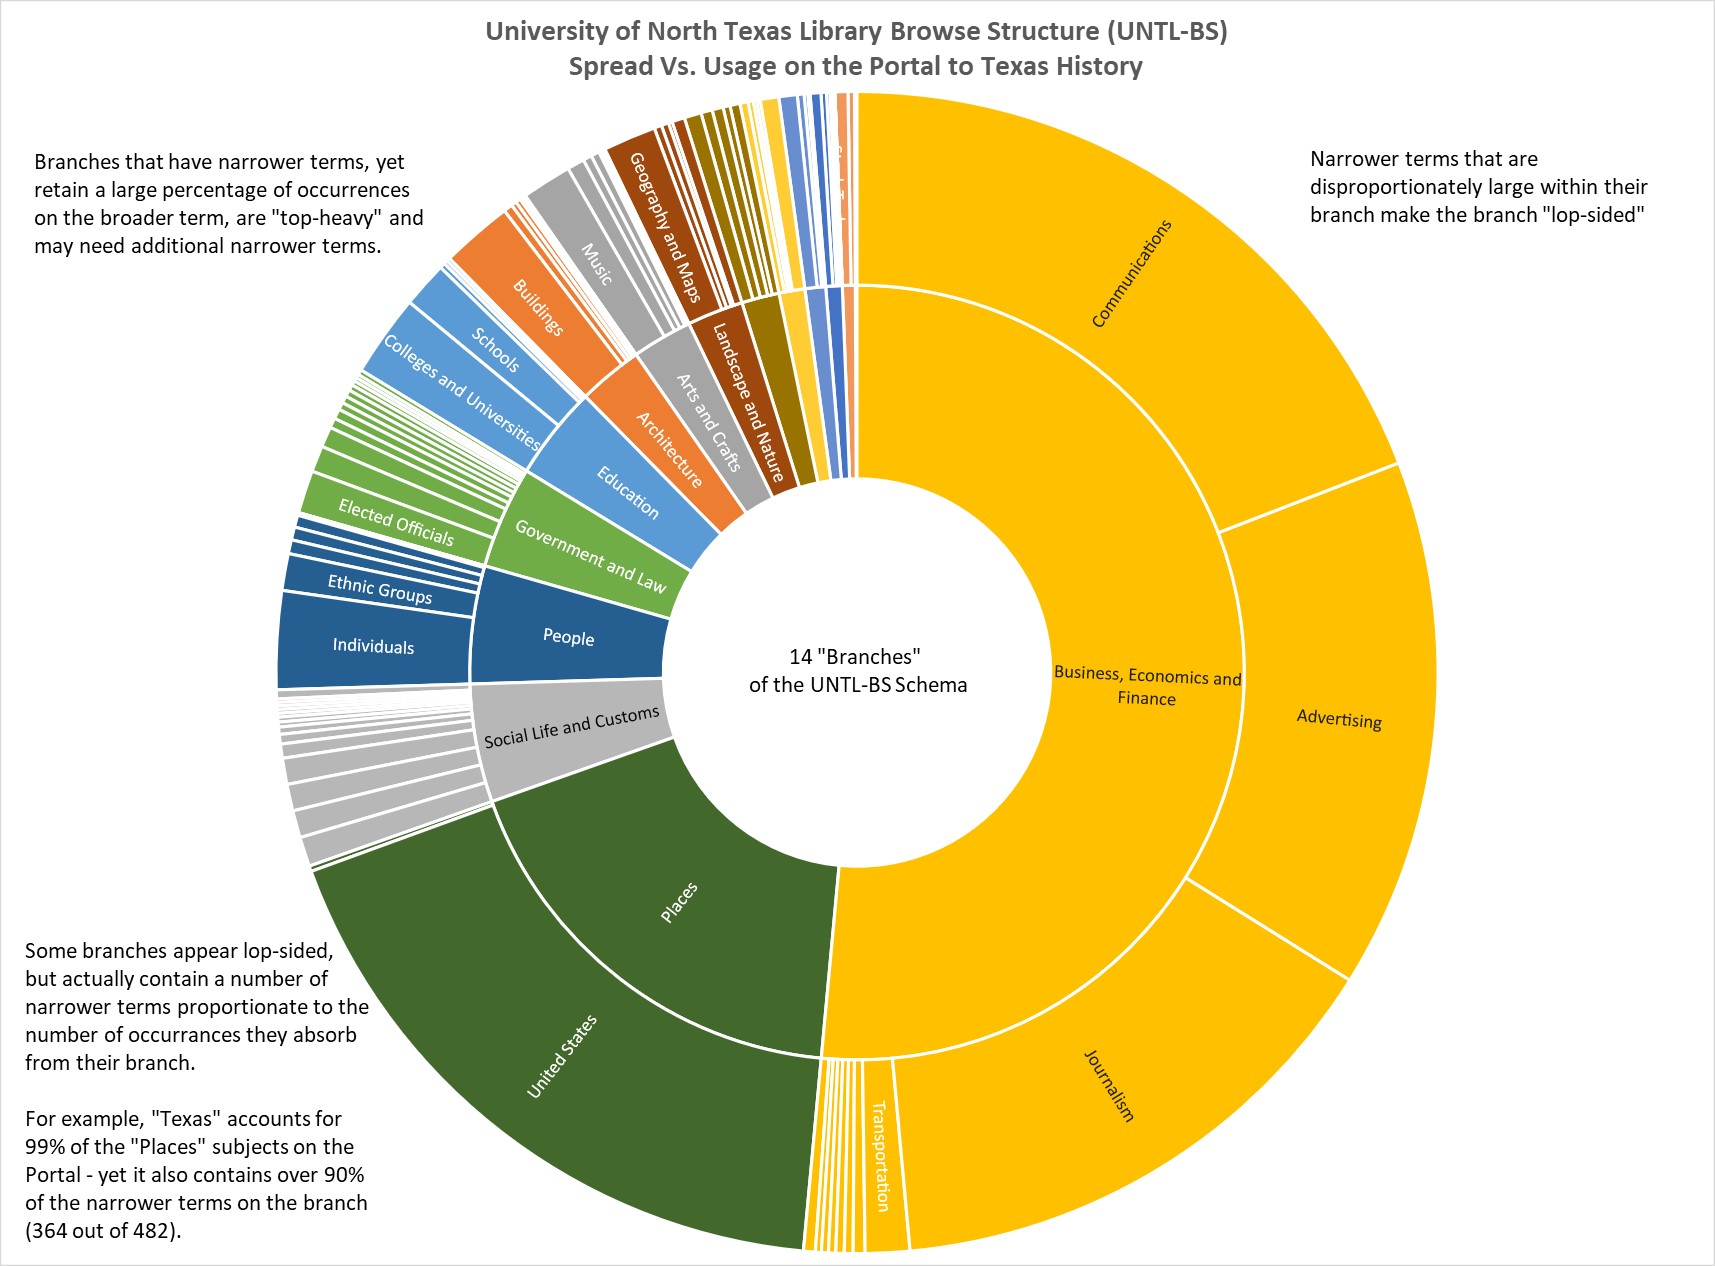 University of North Texas Library Browse Structure (UNTL-BS)
Spread Vs. Usage on the Portal to Texas History
Branches that have narrower terms, yet
retain a large percentage of occurrences
on the broader term, are "top-heavy" and
may need additional narrower terms.
Narrower terms that are
disproportionately large within their
branch make the branch "lop-sided"
Communications
Advertising
Journalism
Transportation
Business, Economics and
Finance
United States
Places
Social Life and Customs
Individuals
Ethnic Groups
People
Elected Officials
Government and Law
Colleges and Universities
Schools
Education
Buildings
Architecture
Music
Arts and Crafts
Geography and Maps
Landscape and Nature
14 "Branches"
of the UNTL-BS Schema
Some branches appear lop-sided,
but actually contain a number of
narrower terms proportionate to the
number of occurrances they absorb
from their branch.
For example, "Texas" accounts for
99% of the "Places" subjects on the
Portal - yet it also contains over 90%
of the narrower terms on the branch
(364 out of 482).